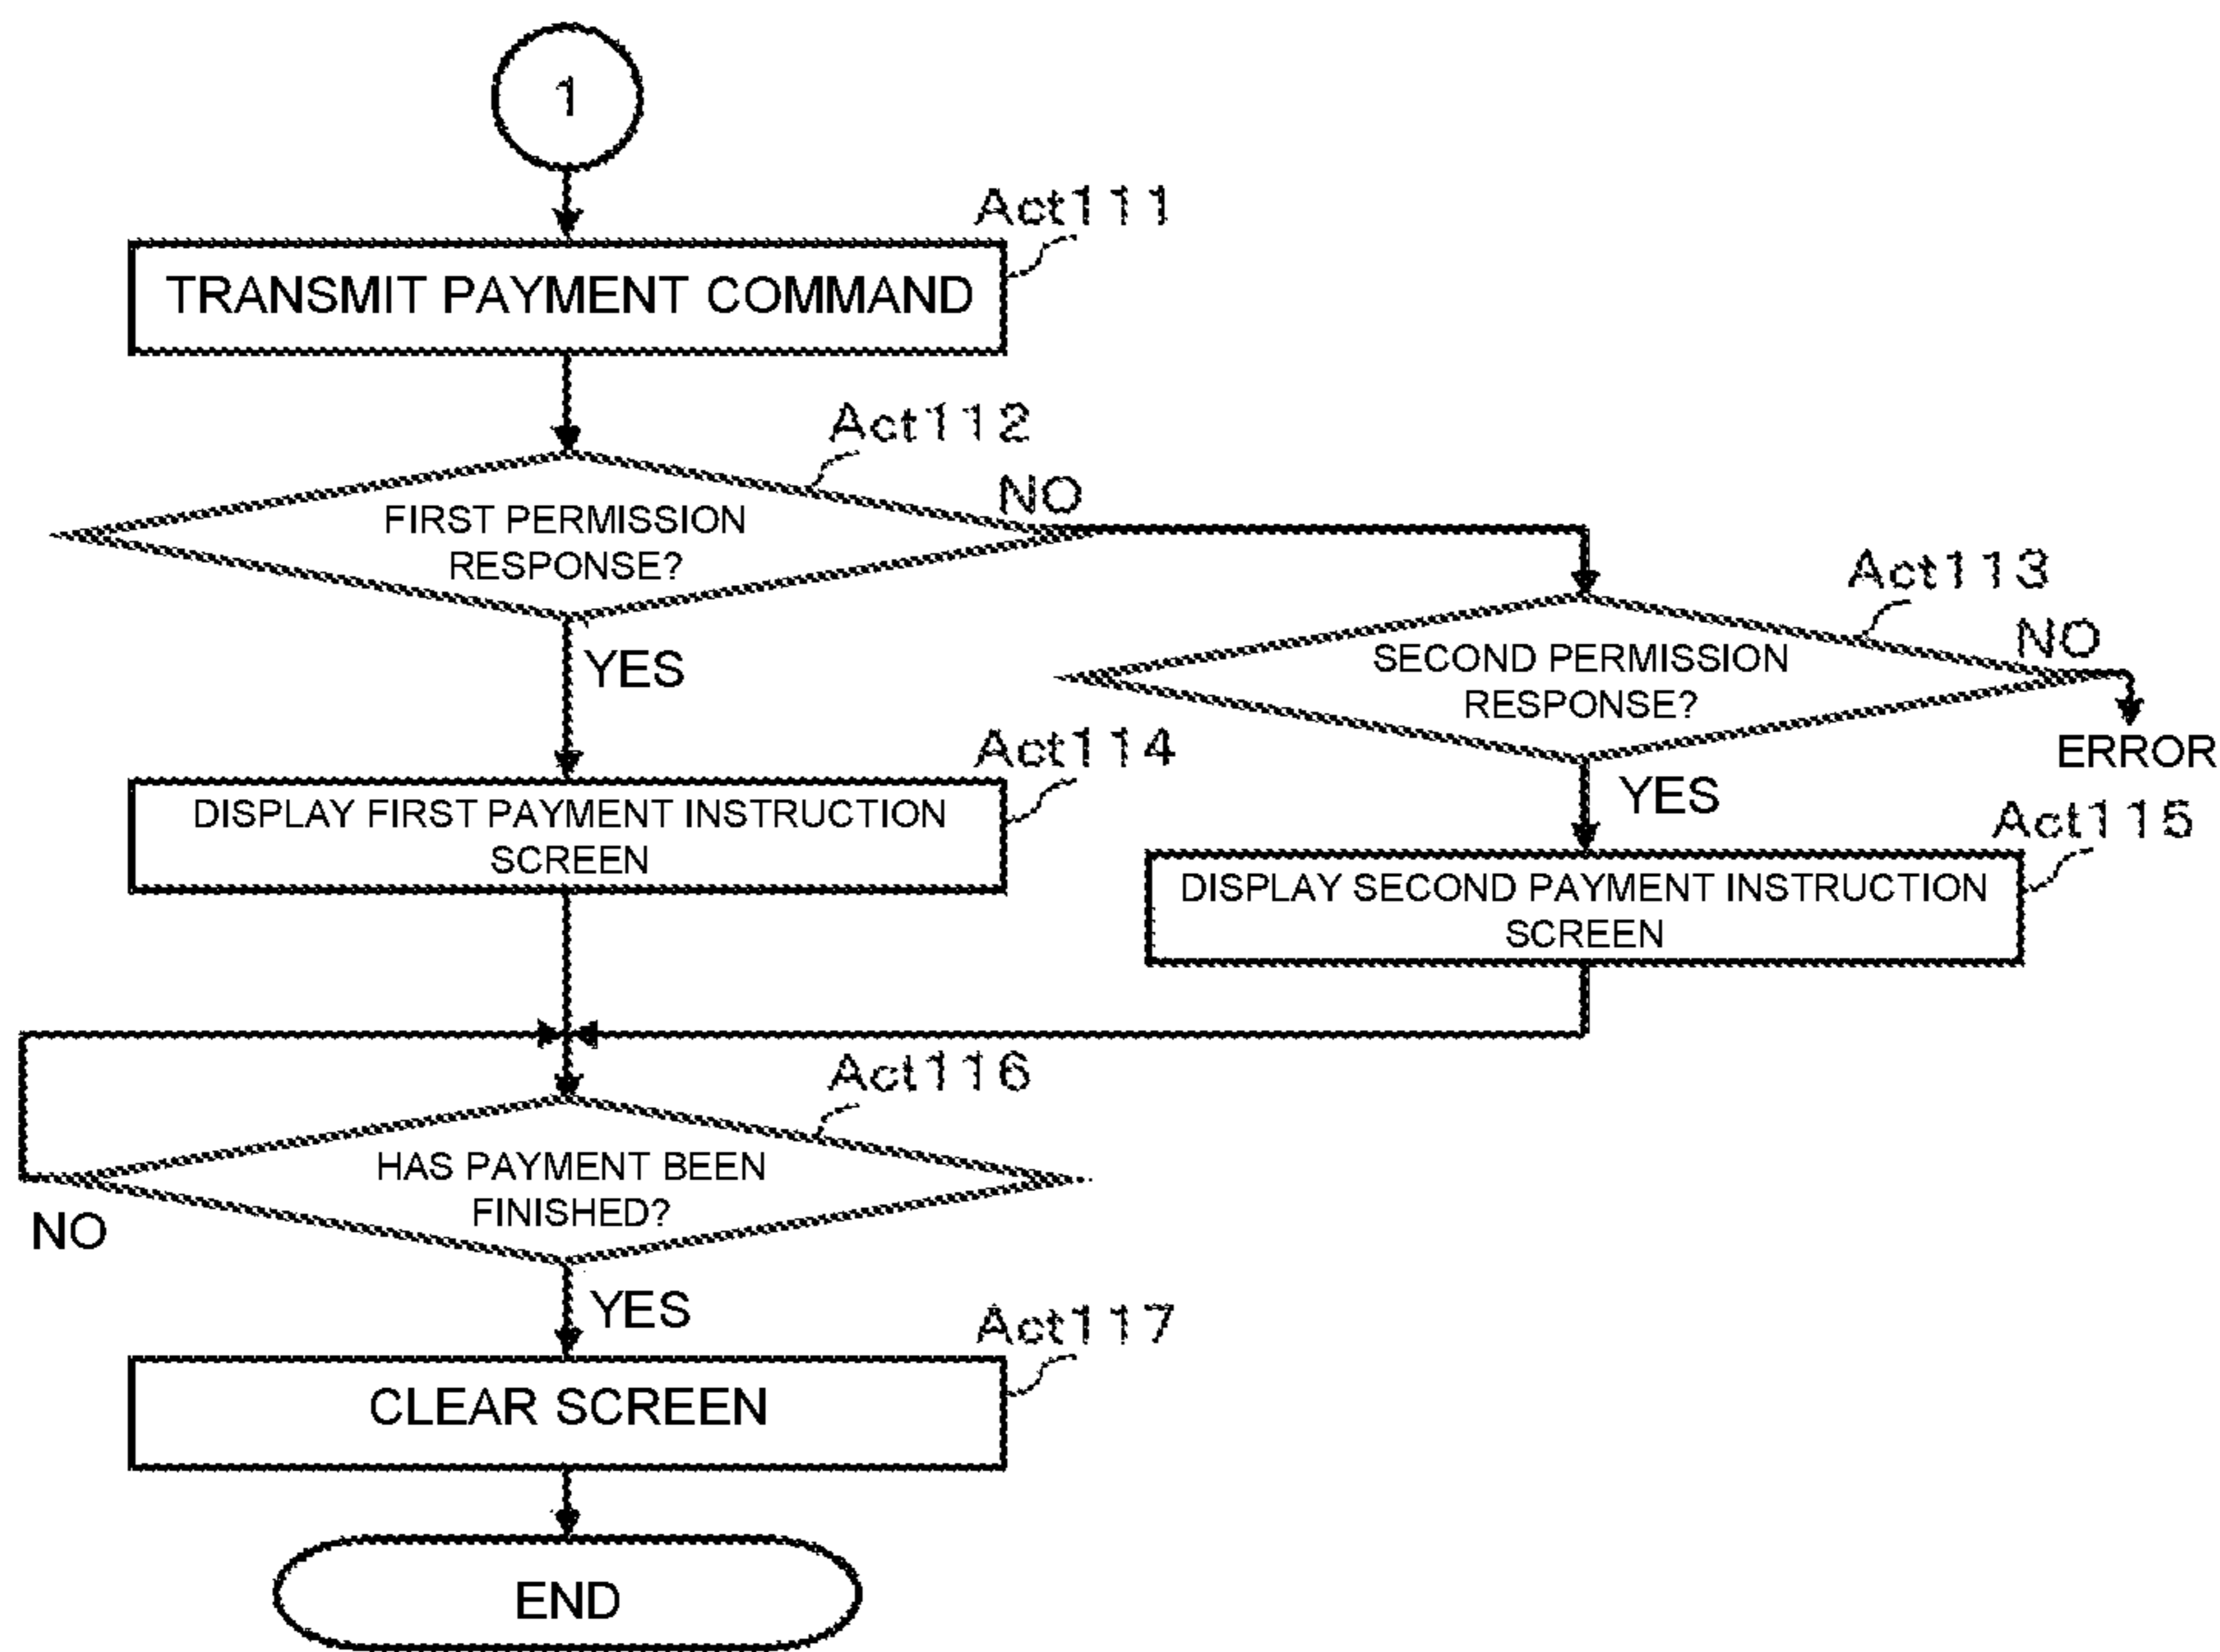 1
Act111
TRANSMIT PAYMENT COMMAND
Act112
FIRST PERMISSION
RESPONSE?
NO
YES
Act113
SECOND PERMISSION
RESPONSE?
NO
ERROR
YES
Act114
DISPLAY FIRST PAYMENT INSTRUCTION
SCREEN
Act115
DISPLAY SECOND PAYMENT INSTRUCTION
SCREEN
Act116
HAS PAYMENT BEEN
FINISHED?
NO
YES
Act117
CLEAR SCREEN
END